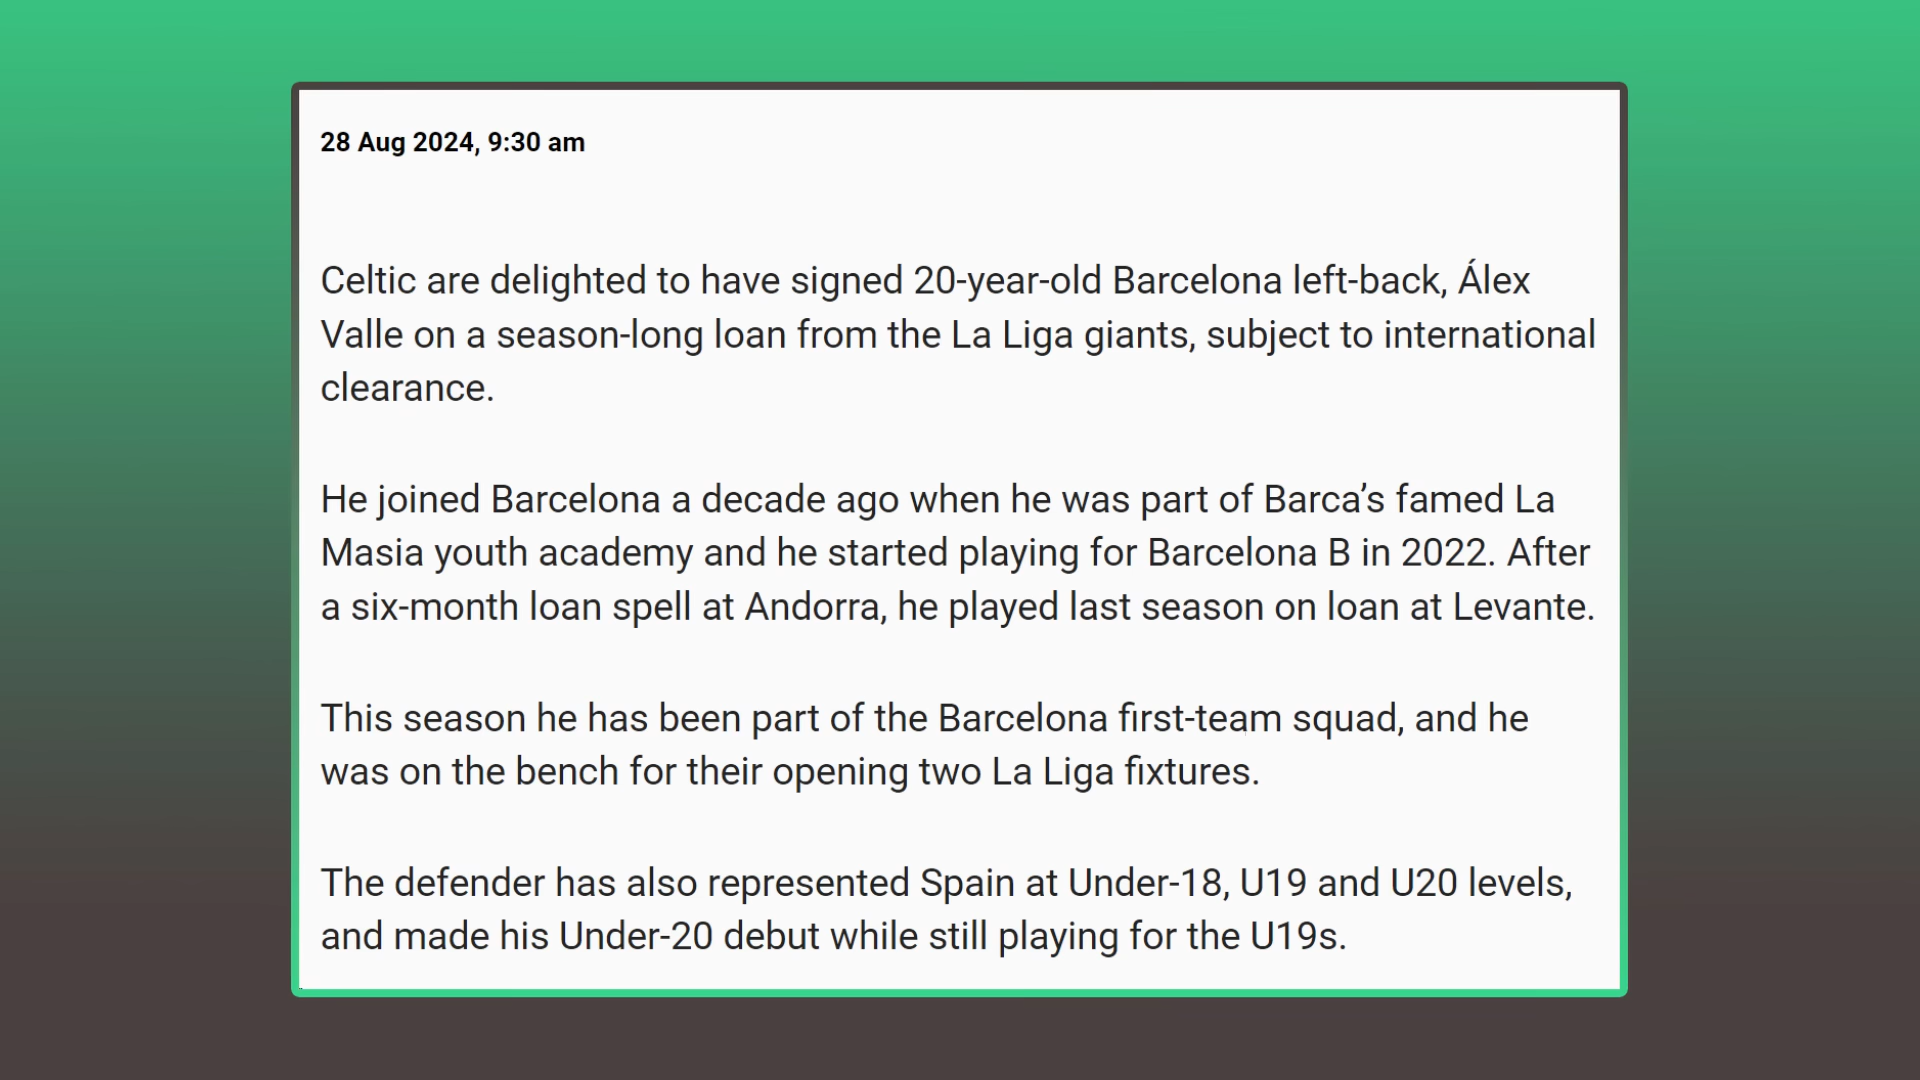 28 Aug 2024, 9:30 am
Celtic are delighted to have signed 20-year-old Barcelona left-back, Álex
Valle on a season-long loan from the La Liga giants, subject to international
clearance.
He joined Barcelona a decade ago when he was part of Barca’s famed La
Masia youth academy and he started playing for Barcelona B in 2022. After
a six-month loan spell at Andorra, he played last season on loan at Levante.
This season he has been part of the Barcelona first-team squad, and he
was on the bench for their opening two La Liga fixtures.
The defender has also represented Spain at Under-18, U19 and U20 levels,
and made his Under-20 debut while still playing for the U19s.